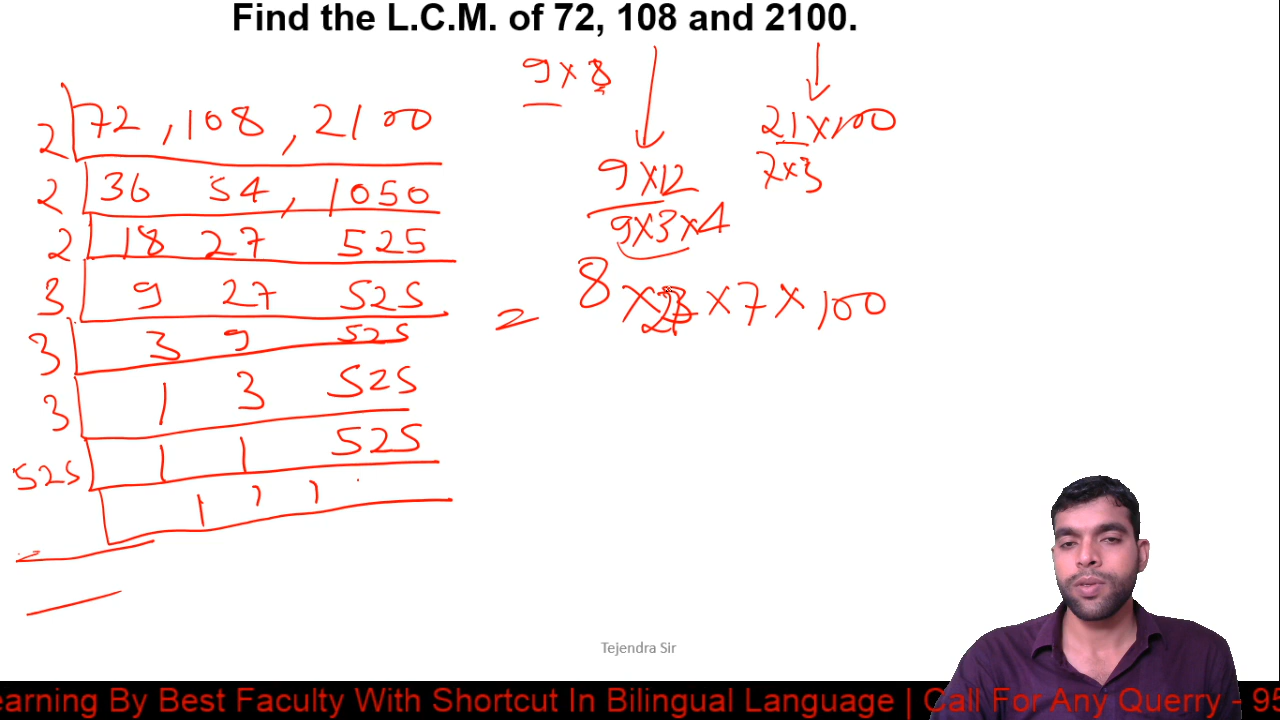 Find the L.C.M. of 72, 108 and 2100.
9 × 8
2 72 , 108 , 2100
21 × 100
7 × 3
2 36 54 , 1050
9 × 12
9 × 3 × 4
2 18 27 525
3 9 27 525
= 8 × 27 × 7 × 100
3 3 9 525
3 1 3 525
525 1 1 525
1 1 1
Tejendra Sir
earning By Best Faculty With Shortcut In Bilingual Language | Call For Any Querry - 95